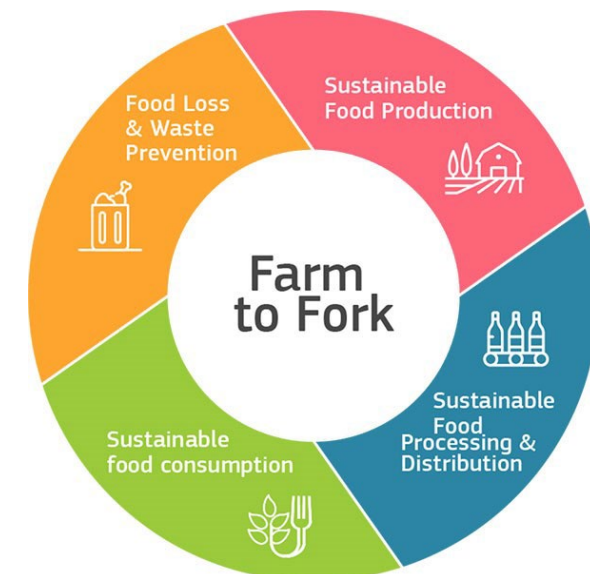 Food Loss
& Waste
Prevention
Sustainable
Food Production
Farm
to Fork
Sustainable
Food
Processing &
Distribution
Sustainable
food consumption